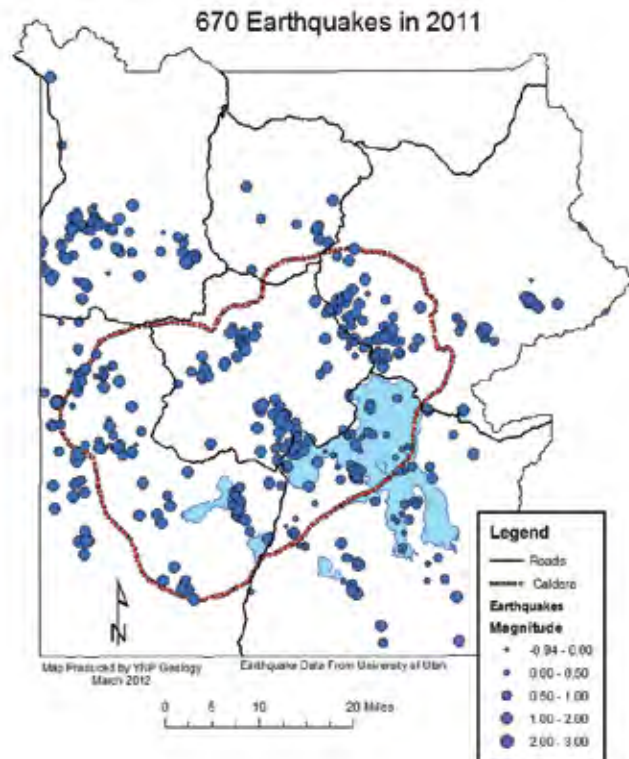 670 Earthquakes in 2011
Legend
Roads
Caldera
Earthquakes
Magnitude
-0.94 - 0.00
0.00 - 0.50
0.50 - 1.00
1.00 - 2.00
2.00 - 3.00
N
Map Produced by YNP Geology
March 2012
Earthquake Data From University of Utah
0 5 10 20 Miles